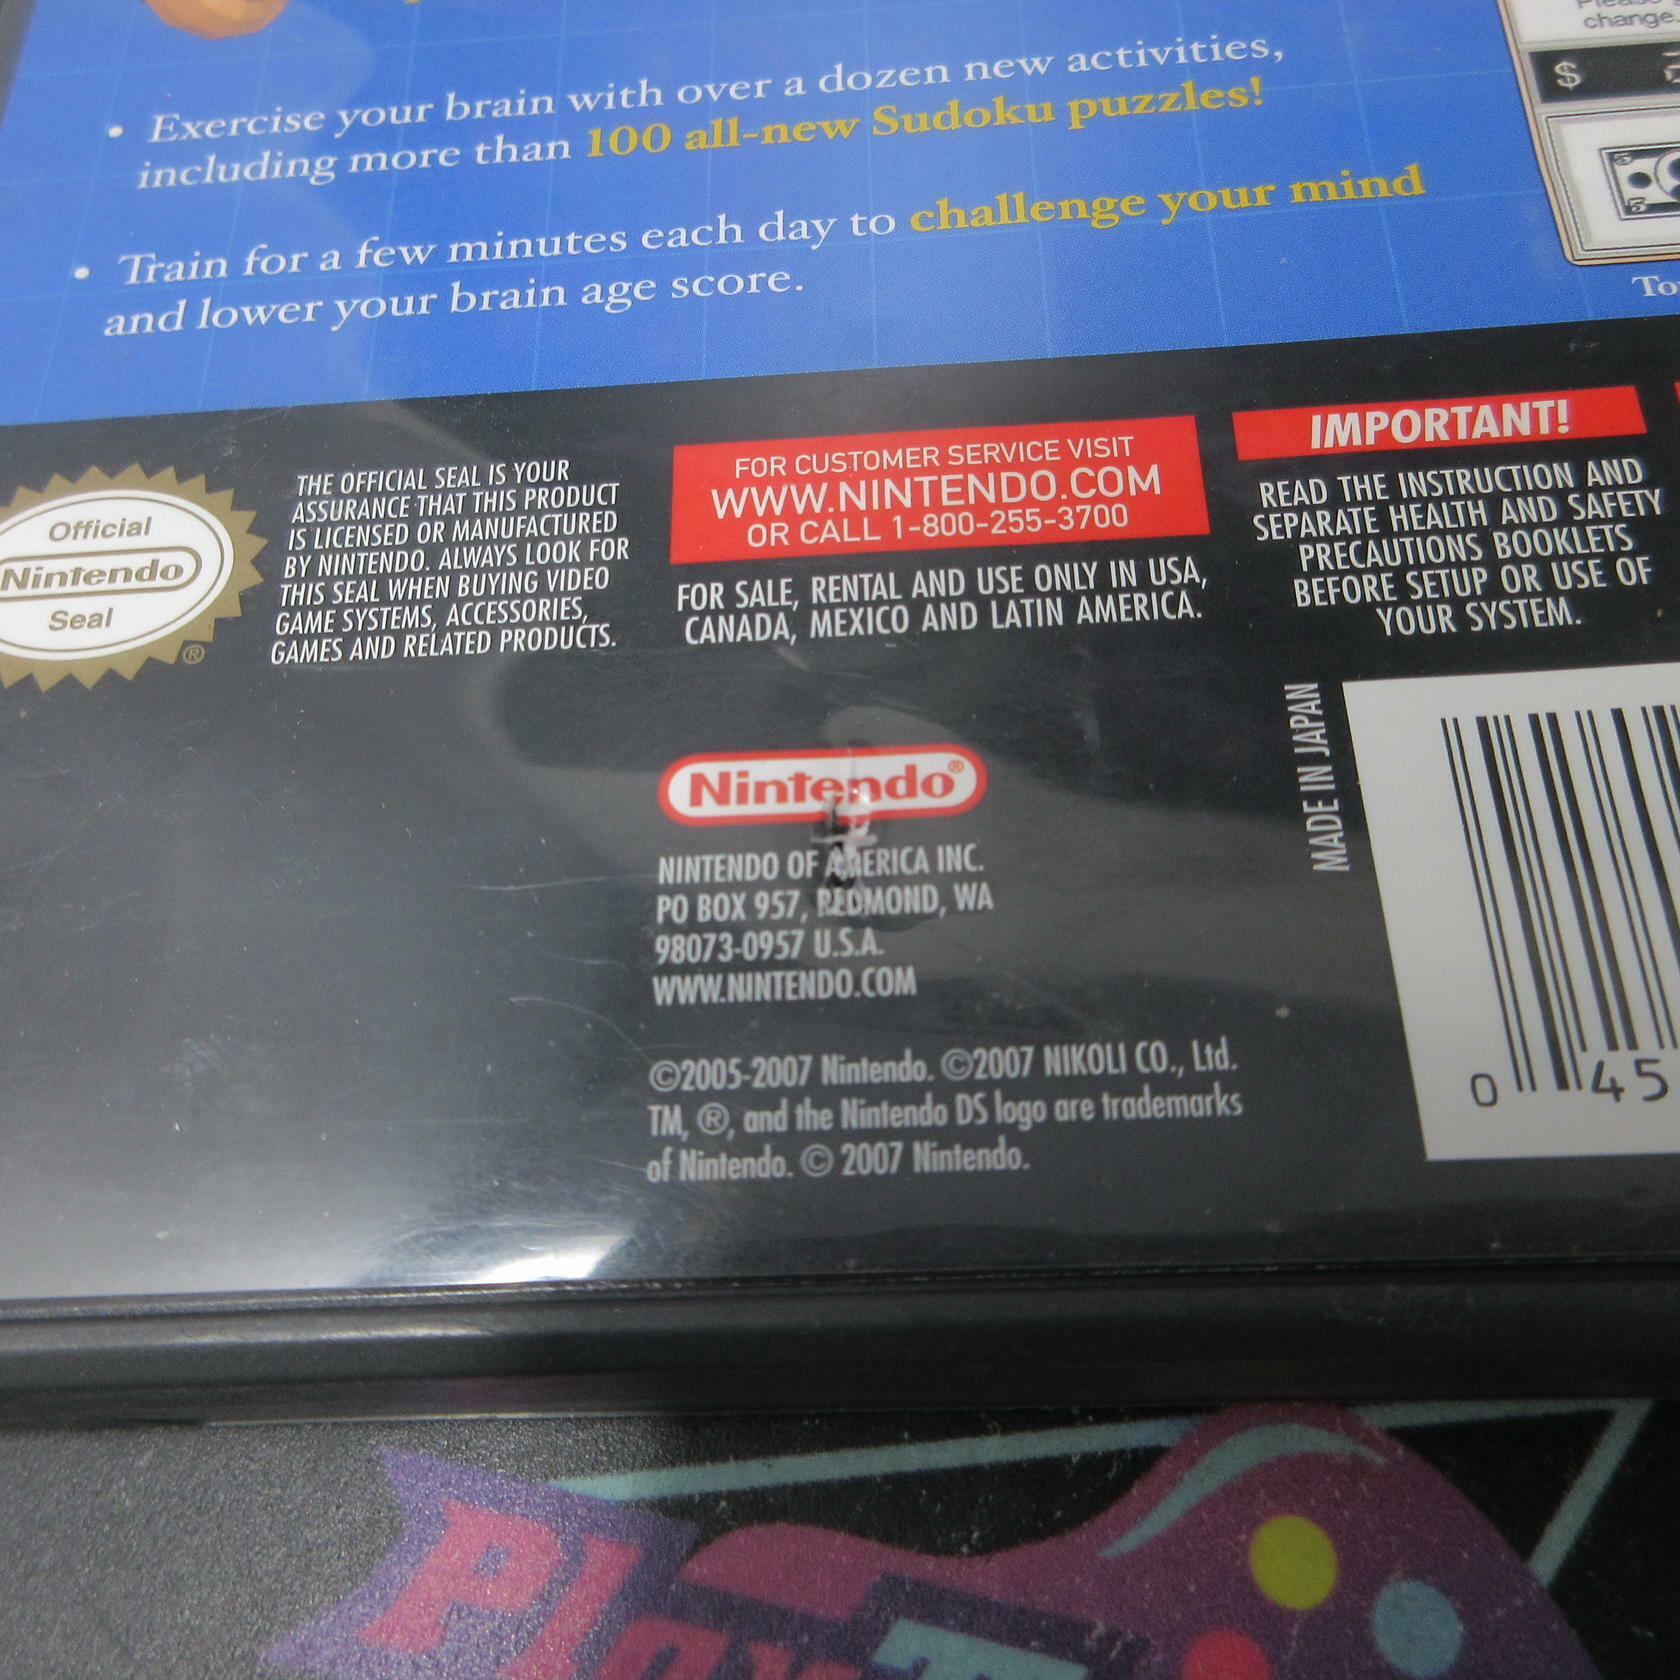 • Exercise your brain with over a dozen new activities,
including more than 100 all-new Sudoku puzzles!
• Train for a few minutes each day to challenge your mind
and lower your brain age score.
change.
$
5
Official
Nintendo
Seal
®
THE OFFICIAL SEAL IS YOUR
ASSURANCE THAT THIS PRODUCT
IS LICENSED OR MANUFACTURED
BY NINTENDO. ALWAYS LOOK FOR
THIS SEAL WHEN BUYING VIDEO
GAME SYSTEMS, ACCESSORIES,
GAMES AND RELATED PRODUCTS.
FOR CUSTOMER SERVICE VISIT
WWW.NINTENDO.COM
OR CALL 1-800-255-3700
FOR SALE, RENTAL AND USE ONLY IN USA,
CANADA, MEXICO AND LATIN AMERICA.
IMPORTANT!
READ THE INSTRUCTION AND
SEPARATE HEALTH AND SAFETY
PRECAUTIONS BOOKLETS
BEFORE SETUP OR USE OF
YOUR SYSTEM.
Nintendo®
NINTENDO OF AMERICA INC.
PO BOX 957, REDMOND, WA
98073-0957 U.S.A.
WWW.NINTENDO.COM
©2005-2007 Nintendo. ©2007 NIKOLI CO., Ltd.
TM, ®, and the Nintendo DS logo are trademarks
of Nintendo. © 2007 Nintendo.
MADE IN JAPAN
0 45
Play